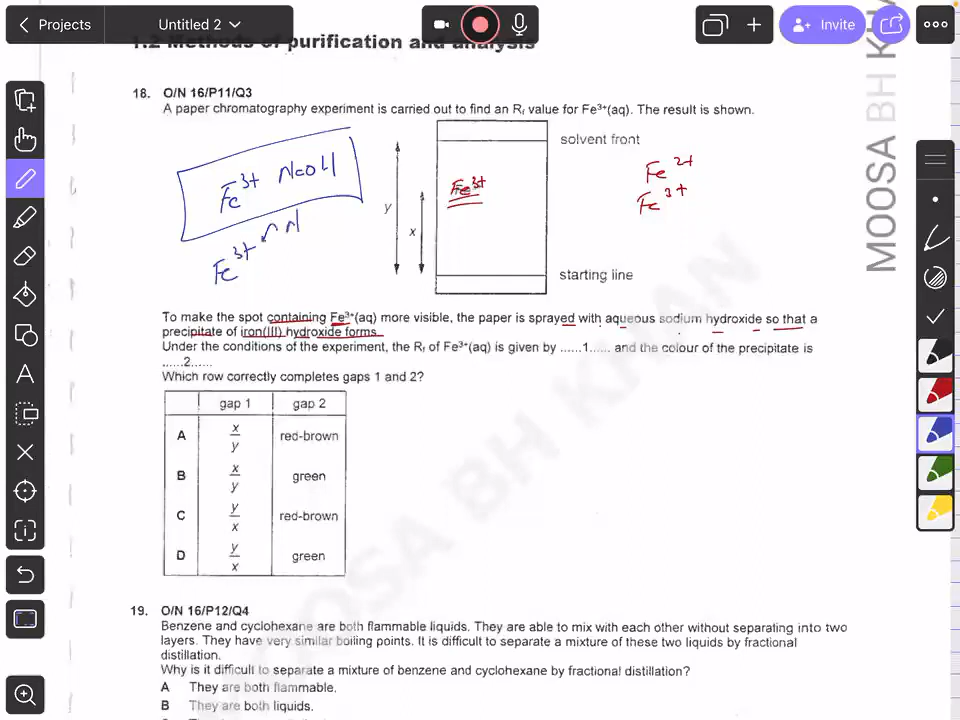 Projects
Untitled 2
Invite
1.2 Methods of purification and analysis
18. O/N 16/P11/Q3
A paper chromatography experiment is carried out to find an Rf value for Fe³⁺(aq). The result is shown.
solvent front
Fe³⁺ NaOH
Fe³⁺
Fe²⁺
Fe³⁺
y
x
Fe³⁺
starting line
To make the spot containing Fe³⁺(aq) more visible, the paper is sprayed with aqueous sodium hydroxide so that a
precipitate of iron(III) hydroxide forms.
Under the conditions of the experiment, the Rf of Fe³⁺(aq) is given by ......1...... and the colour of the precipitate is
......2......
Which row correctly completes gaps 1 and 2?
gap 1 gap 2
A x/y red-brown
B x/y green
C y/x red-brown
D y/x green
19. O/N 16/P12/Q4
Benzene and cyclohexane are both flammable liquids. They are able to mix with each other without separating into two
layers. They have very similar boiling points. It is difficult to separate a mixture of these two liquids by fractional
distillation.
Why is it difficult to separate a mixture of benzene and cyclohexane by fractional distillation?
A They are both flammable.
B They are both liquids.
MOOSA BH KHAN
MOOSA BH KHAN